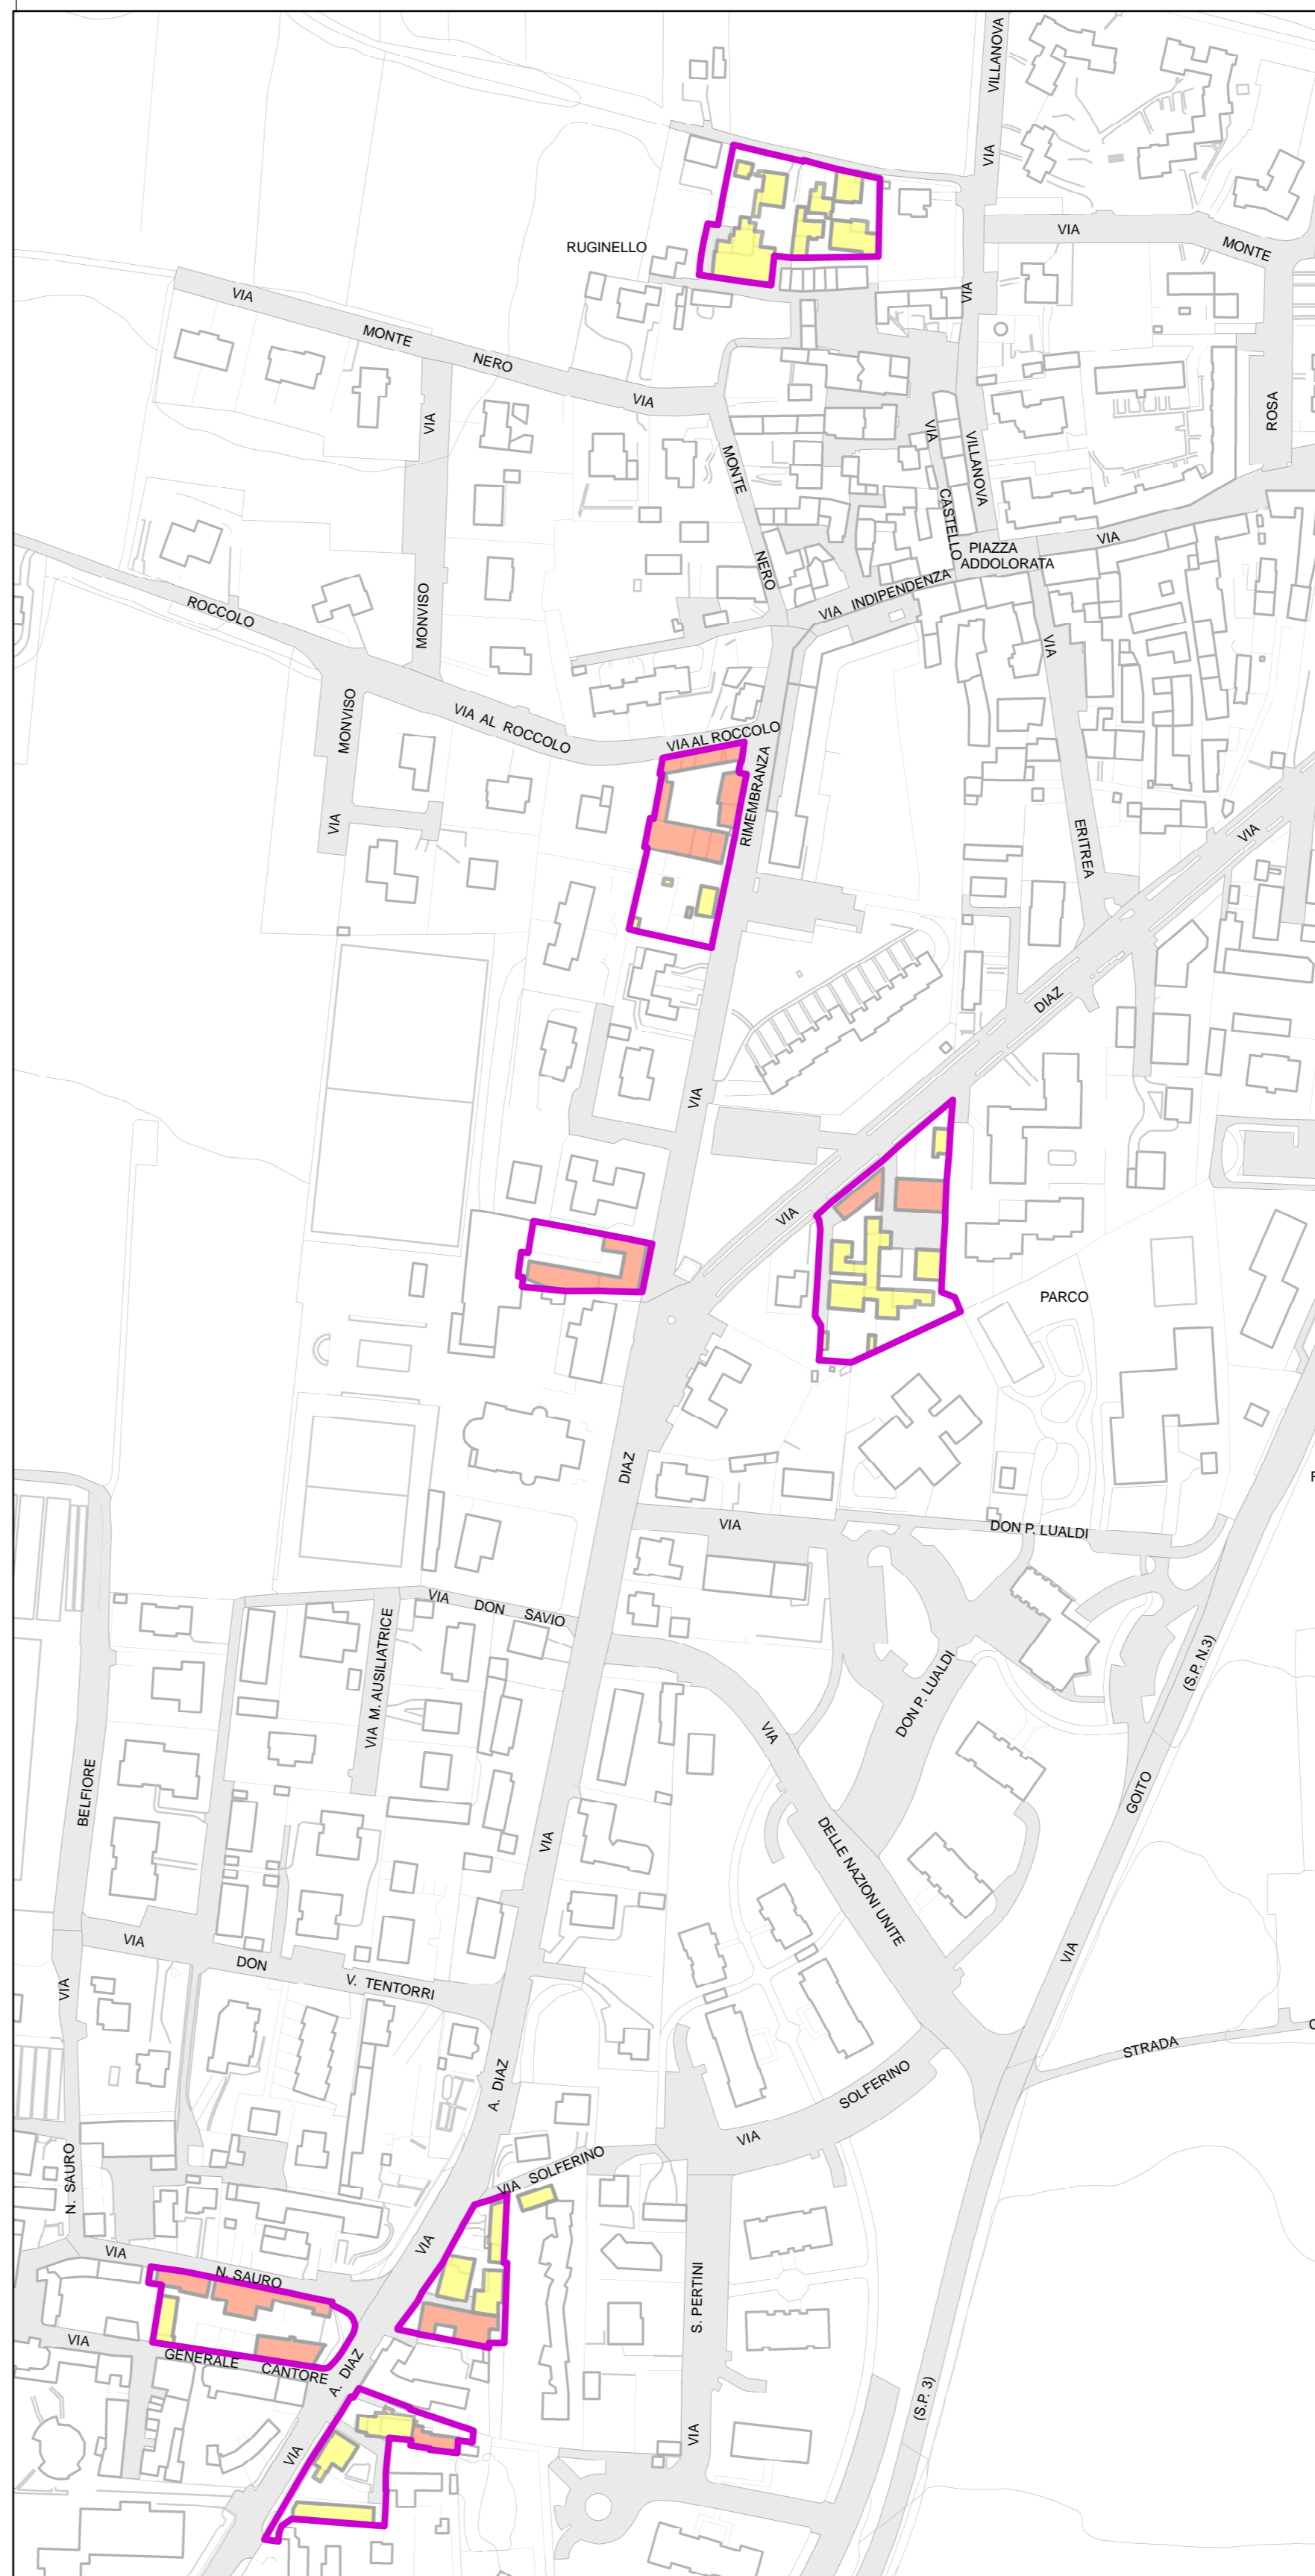 VILLANOVA
VIA
VIA
MONTE
RUGINELLO
VIA
VIA
MONTE
NERO
VIA
ROSA
VIA
VIA
VILLANOVA
MONTE
CASTELLO
VIA
PIAZZA
ADDOLORATA
NERO
VIA INDIPENDENZA
ROCCOLO
MONVISO
VIA
MONVISO
VIA AL ROCCOLO
VIA AL ROCCOLO
RIMEMBRANZA
VIA
ERITREA
VIA
DIAZ
VIA
VIA
PARCO
DIAZ
VIA
DON P. LUALDI
VIA DON SAVIO
VIA M. AUSILIATRICE
DON P. LUALDI
(S.P. N.3)
VIA
BELFIORE
GOITO
VIA
DELLE NAZIONI UNITE
VIA
DON
V. TENTORRI
VIA
VIA
STRADA
A. DIAZ
SOLFERINO
VIA
N. SAURO
VIA SOLFERINO
VIA
VIA
N. SAURO
S. PERTINI
VIA
GENERALE CANTORE
A. DIAZ
(S.P. 3)
VIA
VIA